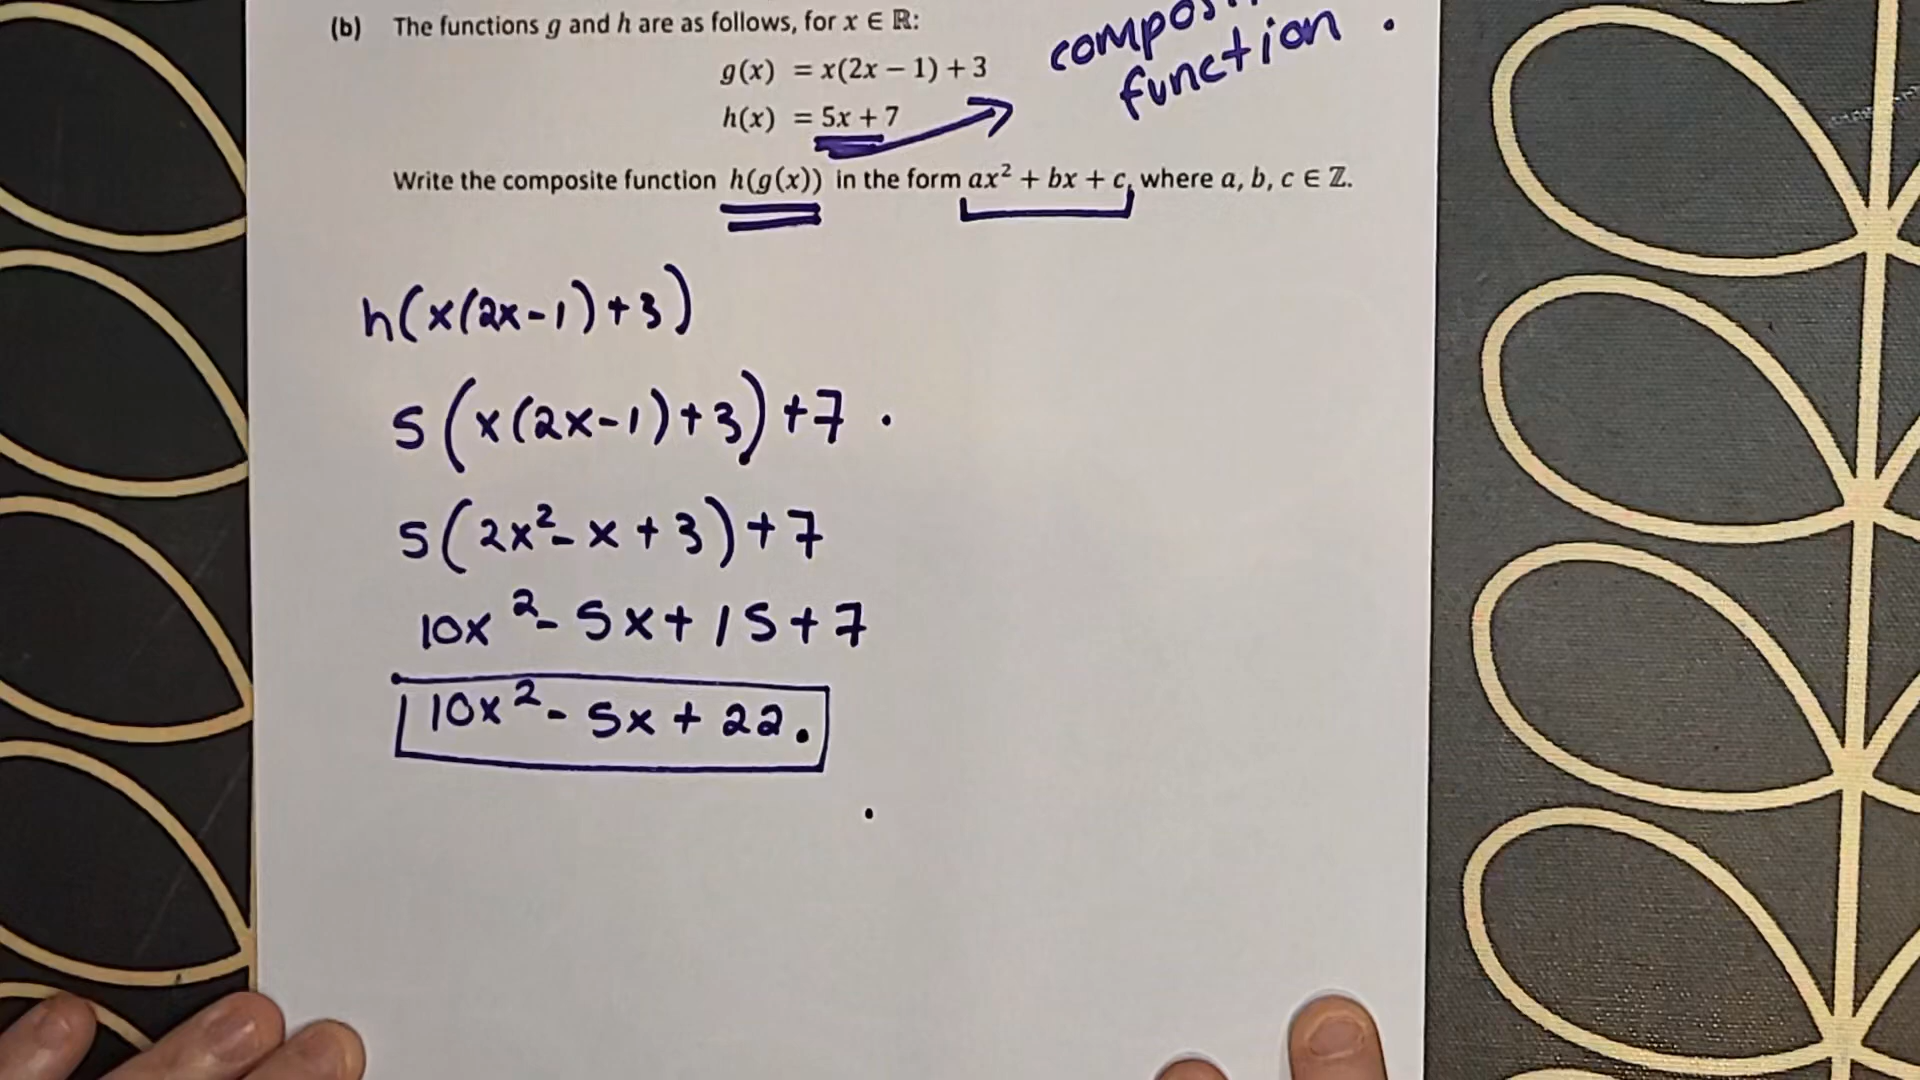 (b) The functions g and h are as follows, for x ∈ ℝ:
g(x) = x(2x − 1) + 3
h(x) = 5x + 7
function .
Write the composite function h(g(x)) in the form ax² + bx + c, where a, b, c ∈ ℤ.
h(x(2x-1)+3)
5(x(2x-1)+3)+7 .
5(2x²-x+3)+7
10x²-5x+15+7
10x²-5x+22.